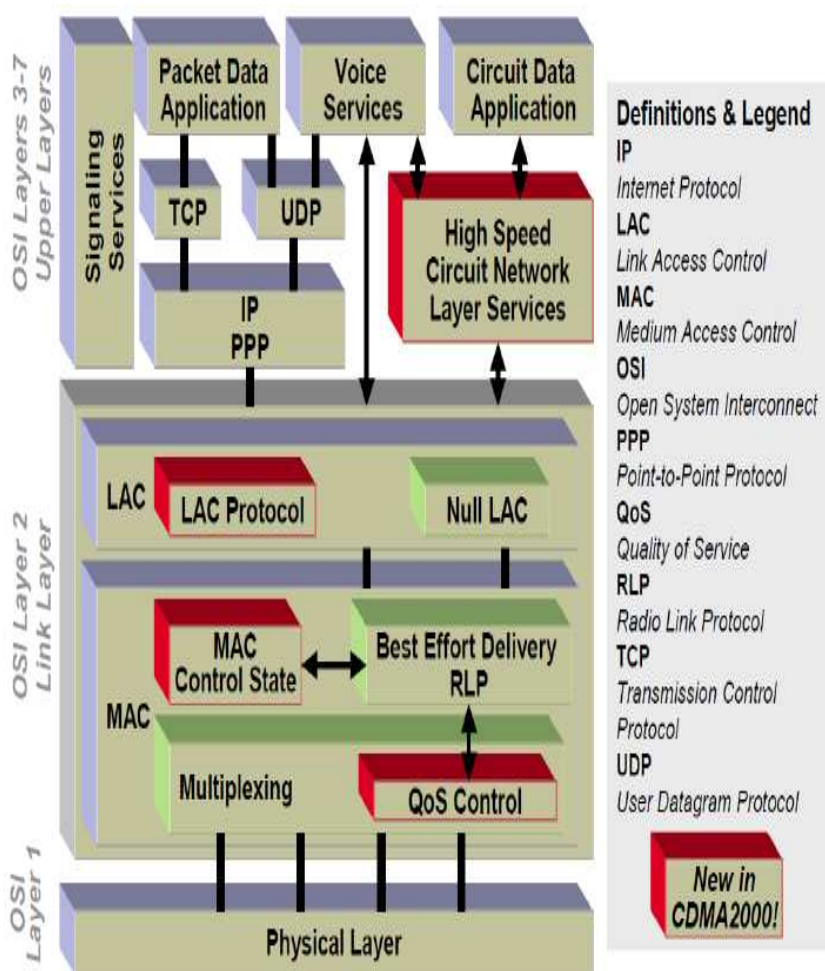 OSI Layers 3-7
Upper Layers
Signaling
Services
Packet Data
Application
Voice
Services
Circuit Data
Application
TCP
UDP
High Speed
Circuit Network
Layer Services
IP
PPP
OSI Layer 2
Link Layer
LAC
LAC Protocol
Null LAC
MAC
MAC
Control State
Best Effort Delivery
RLP
Multiplexing
QoS Control
OSI
Layer 1
Physical Layer
Definitions & Legend
IP
Internet Protocol
LAC
Link Access Control
MAC
Medium Access Control
OSI
Open System Interconnect
PPP
Point-to-Point Protocol
QoS
Quality of Service
RLP
Radio Link Protocol
TCP
Transmission Control
Protocol
UDP
User Datagram Protocol
New in
CDMA2000!